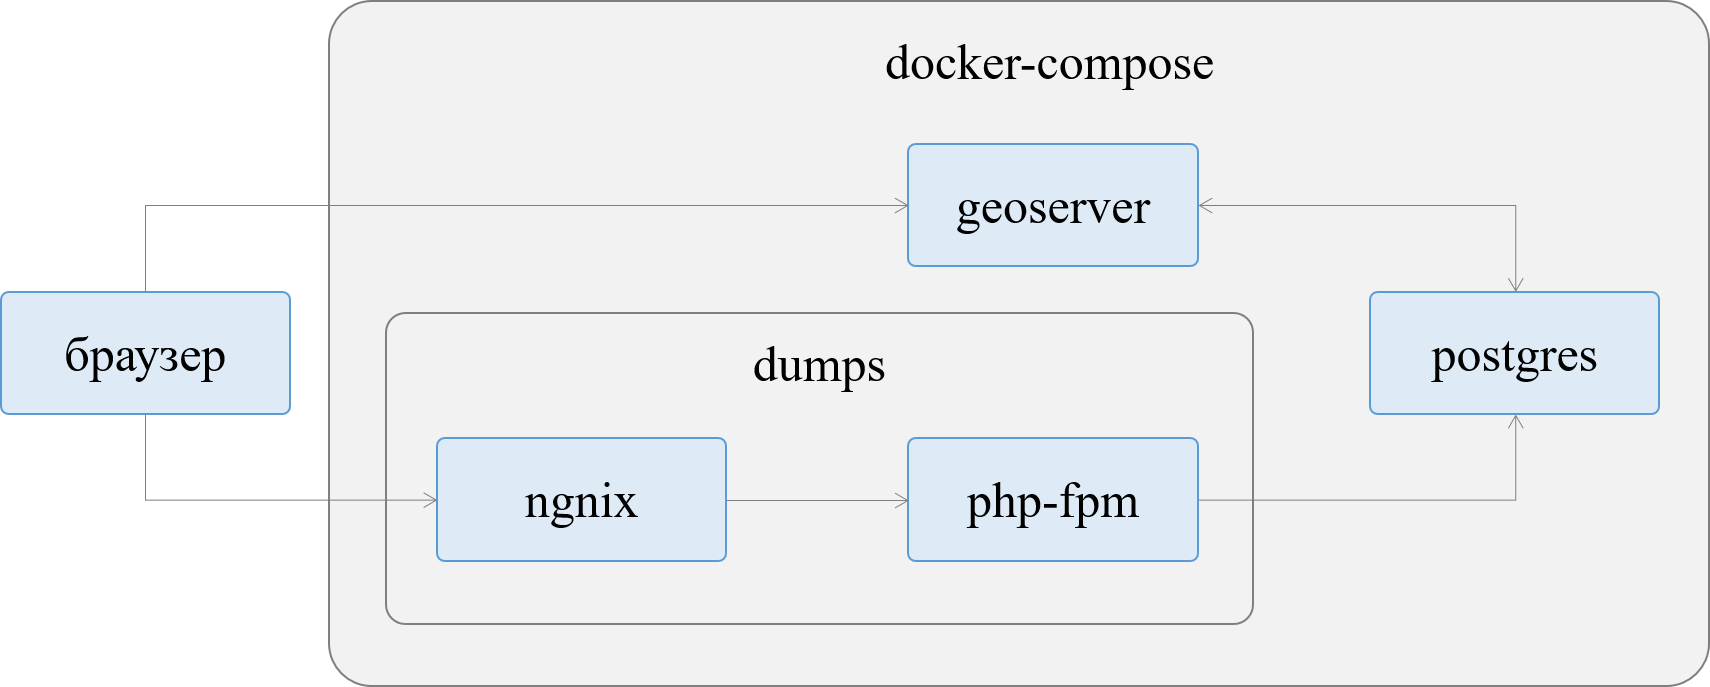 docker-compose
geoserver
браузер
postgres
dumps
ngnix
php-fpm